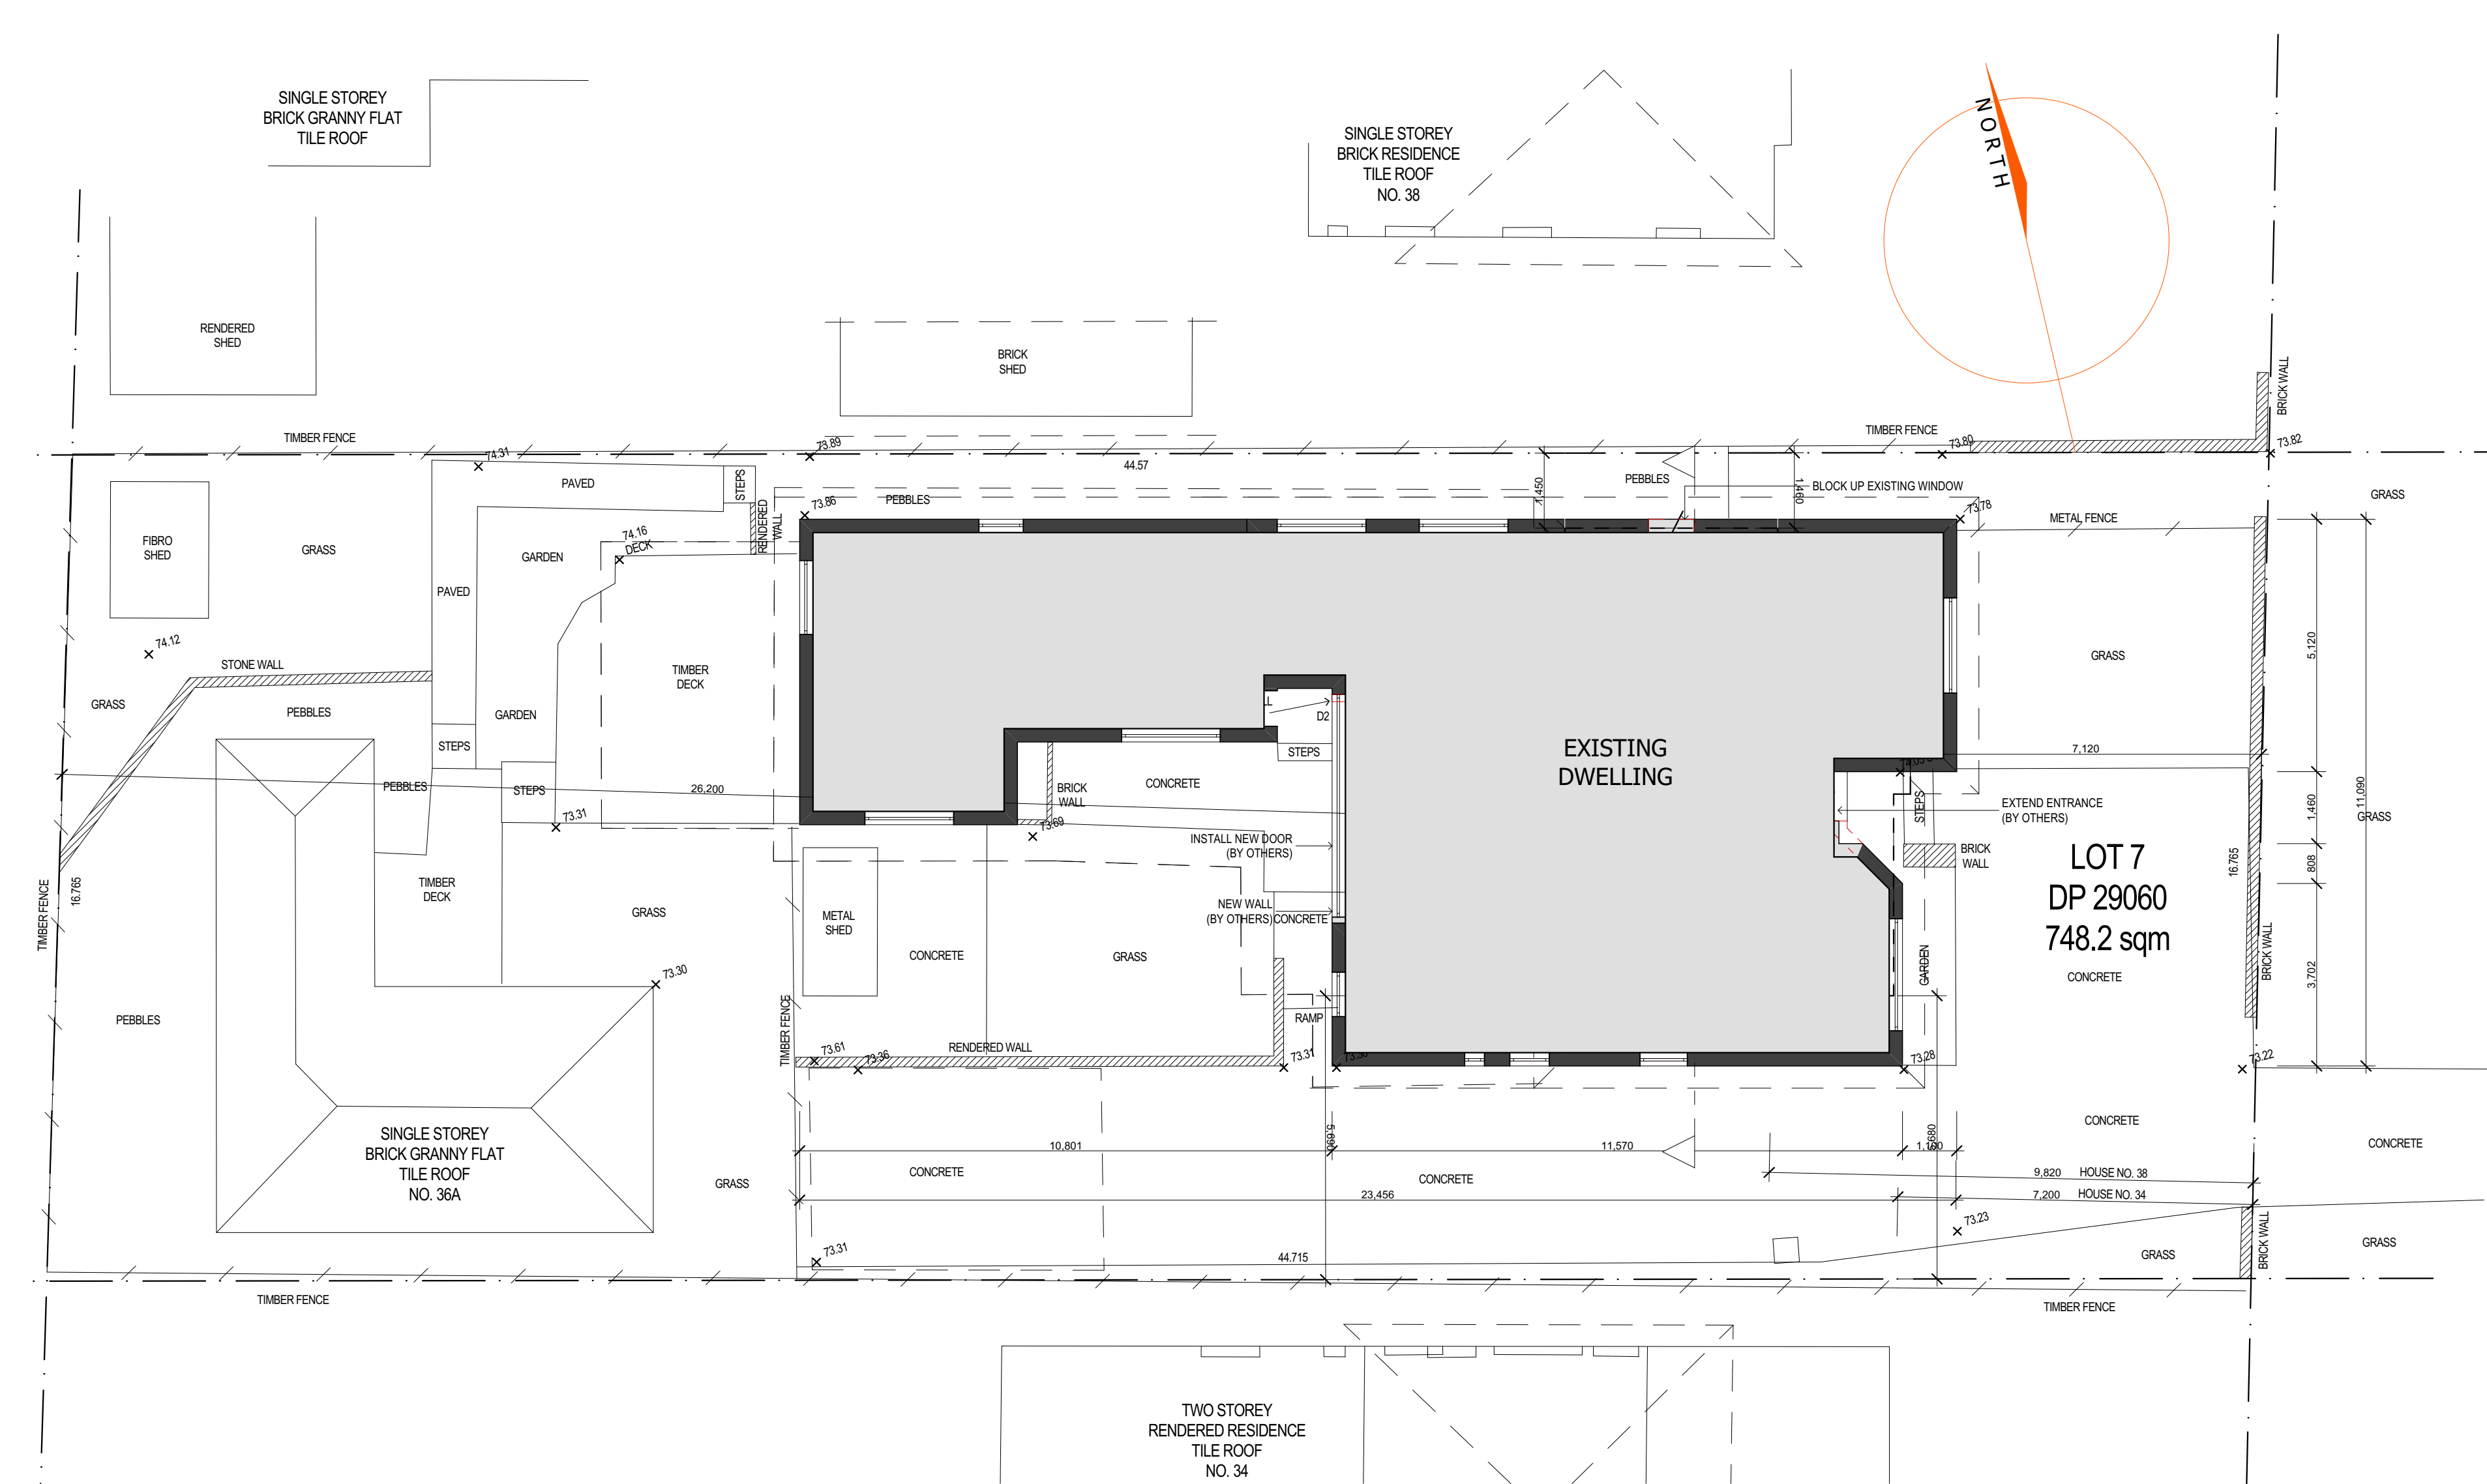 SINGLE STOREY
BRICK GRANNY FLAT
TILE ROOF
SINGLE STOREY
BRICK RESIDENCE
TILE ROOF
NO. 38
NORTH
RENDERED
SHED
BRICK
SHED
BRICK WALL
TIMBER FENCE
TIMBER FENCE
74.31
73.89
73.80
73.82
44.57
PAVED
STEPS
PEBBLES
1,450
PEBBLES
1,460
BLOCK UP EXISTING WINDOW
GRASS
RENDERED
WALL
73.86
73.78
METAL FENCE
FIBRO
SHED
GRASS
GARDEN
74.16
DECK
PAVED
74.12
STONE WALL
TIMBER
DECK
GRASS
5,120
GRASS
PEBBLES
GARDEN
D2
STEPS
STEPS
EXISTING
DWELLING
7,120
PEBBLES
STEPS
26,200
CONCRETE
BRICK
WALL
STEPS
EXTEND ENTRANCE
(BY OTHERS)
1,460
11,090
GRASS
73.31
73.69
INSTALL NEW DOOR
(BY OTHERS)
BRICK
WALL
LOT 7
DP 29060
748.2 sqm
16.765
808
TIMBER FENCE
16.765
TIMBER
DECK
GRASS
METAL
SHED
NEW WALL
(BY OTHERS)
CONCRETE
CONCRETE
GRASS
GARDEN
CONCRETE
BRICK WALL
3,702
73.30
PEBBLES
TIMBER FENCE
RAMP
RENDERED WALL
73.61
73.36
73.31
73.28
73.22
SINGLE STOREY
BRICK GRANNY FLAT
TILE ROOF
NO. 36A
10,801
5,690
11,570
CONCRETE
CONCRETE
GRASS
CONCRETE
CONCRETE
9,820 HOUSE NO. 38
23,456
7,200 HOUSE NO. 34
73.23
73.31
44.715
GRASS
BRICK WALL
GRASS
TIMBER FENCE
TIMBER FENCE
TWO STOREY
RENDERED RESIDENCE
TILE ROOF
NO. 34